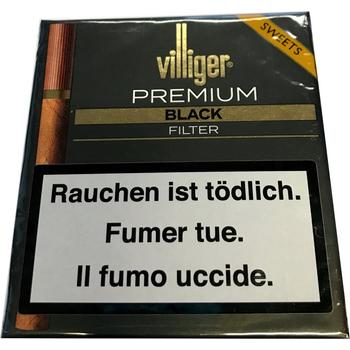 SWEETS
villiger®
PREMIUM
BLACK
FILTER
Rauchen ist tödlich.
Fumer tue.
Il fumo uccide.